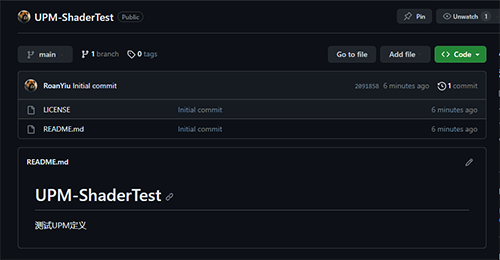 UPM-ShaderTest Public
Pin
Unwatch 1
main
1 branch
0 tags
Go to file
Add file
Code
RoanYiu Initial commit
2891858 6 minutes ago
1 commit
LICENSE Initial commit 6 minutes ago
README.md Initial commit 6 minutes ago
README.md
UPM-ShaderTest
测试UPM定义